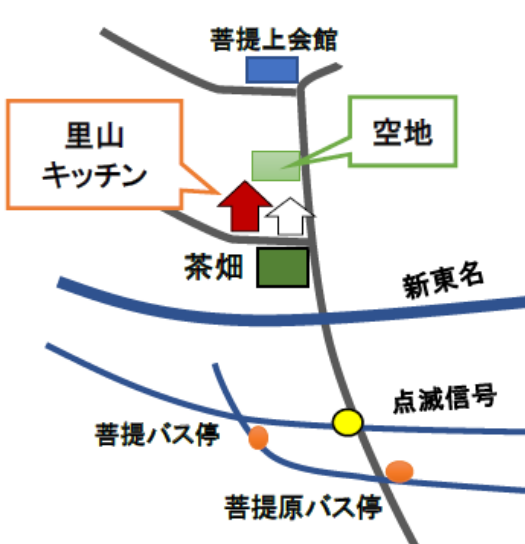 菩提上会館
里山
キッチン
空地
茶畑
新東名
点滅信号
菩提バス停
菩提原バス停